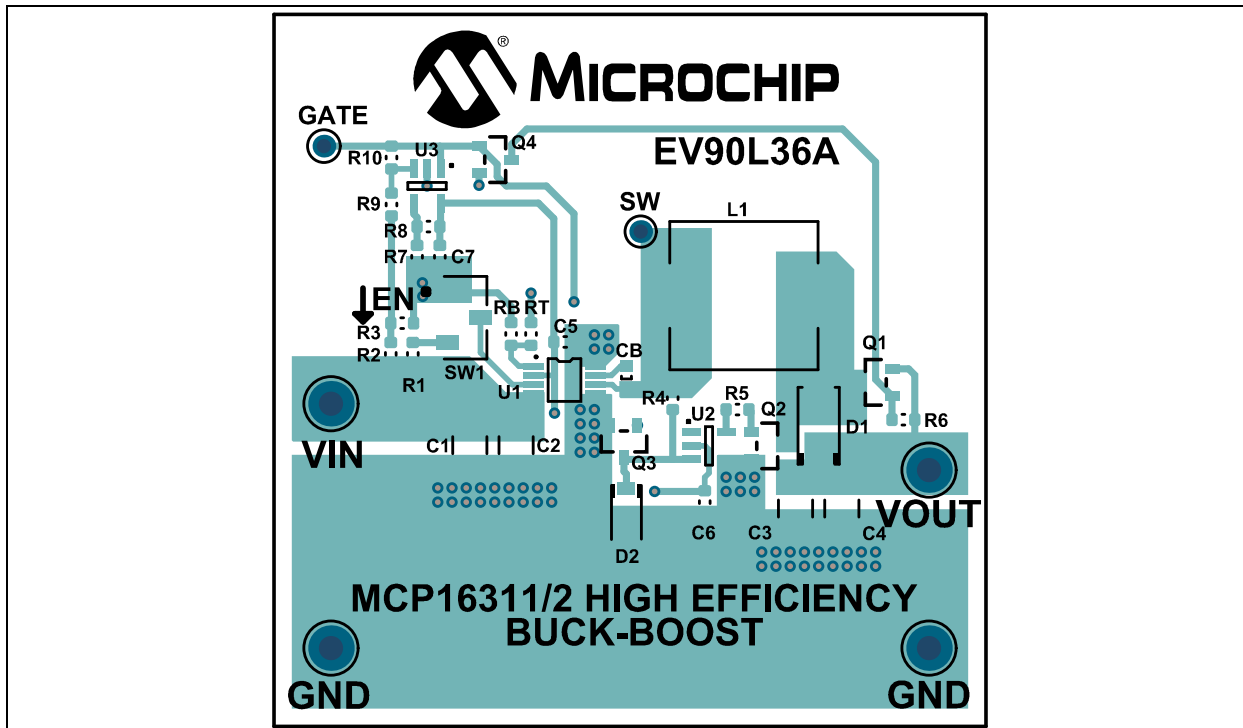 MICROCHIP
®
GATE
EV90L36A
U3
Q4
R10
R9
SW
L1
R8
R7
C7
EN
RB
RT
R3
C5
R2
CB
Q1
R1
SW1
U1
R4
U2
R5
Q2
D1
R6
VIN
C1
C2
Q3
VOUT
D2
C6
C3
C4
MCP16311/2 HIGH EFFICIENCY
BUCK-BOOST
GND
GND